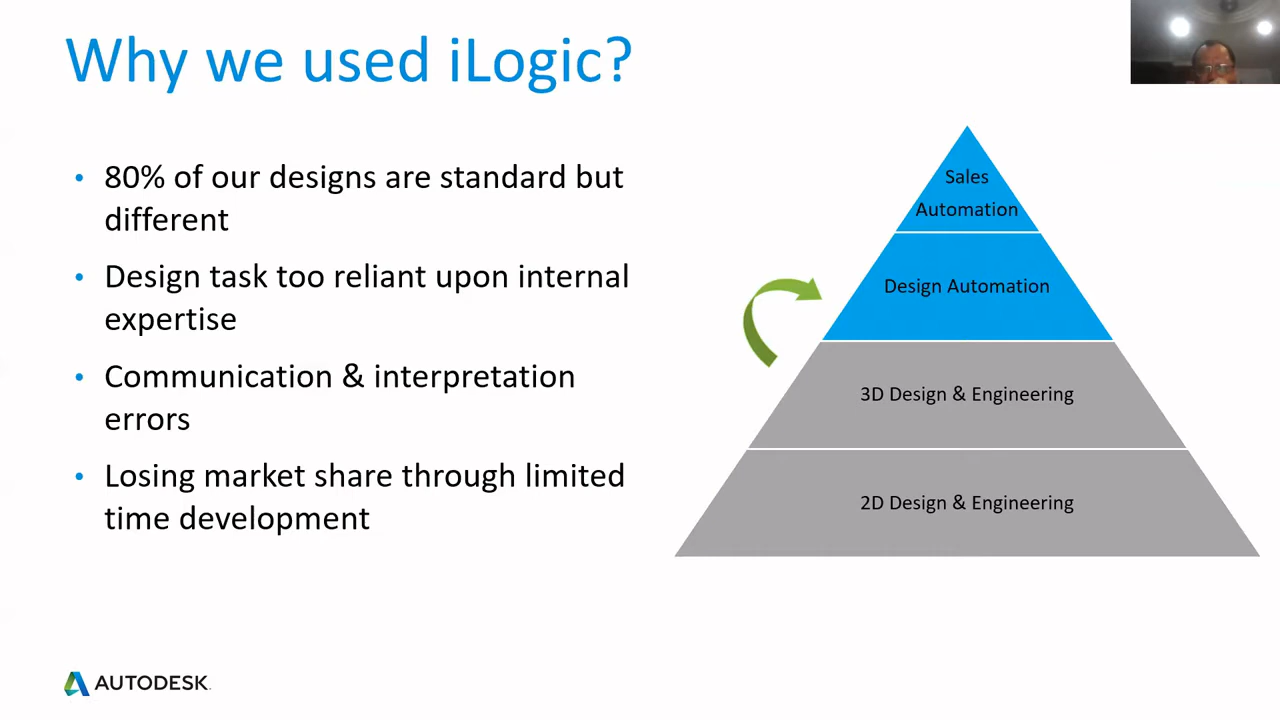 Why we used iLogic?
• 80% of our designs are standard but
different
• Design task too reliant upon internal
expertise
• Communication & interpretation
errors
• Losing market share through limited
time development
Sales
Automation
Design Automation
3D Design & Engineering
2D Design & Engineering
AUTODESK.